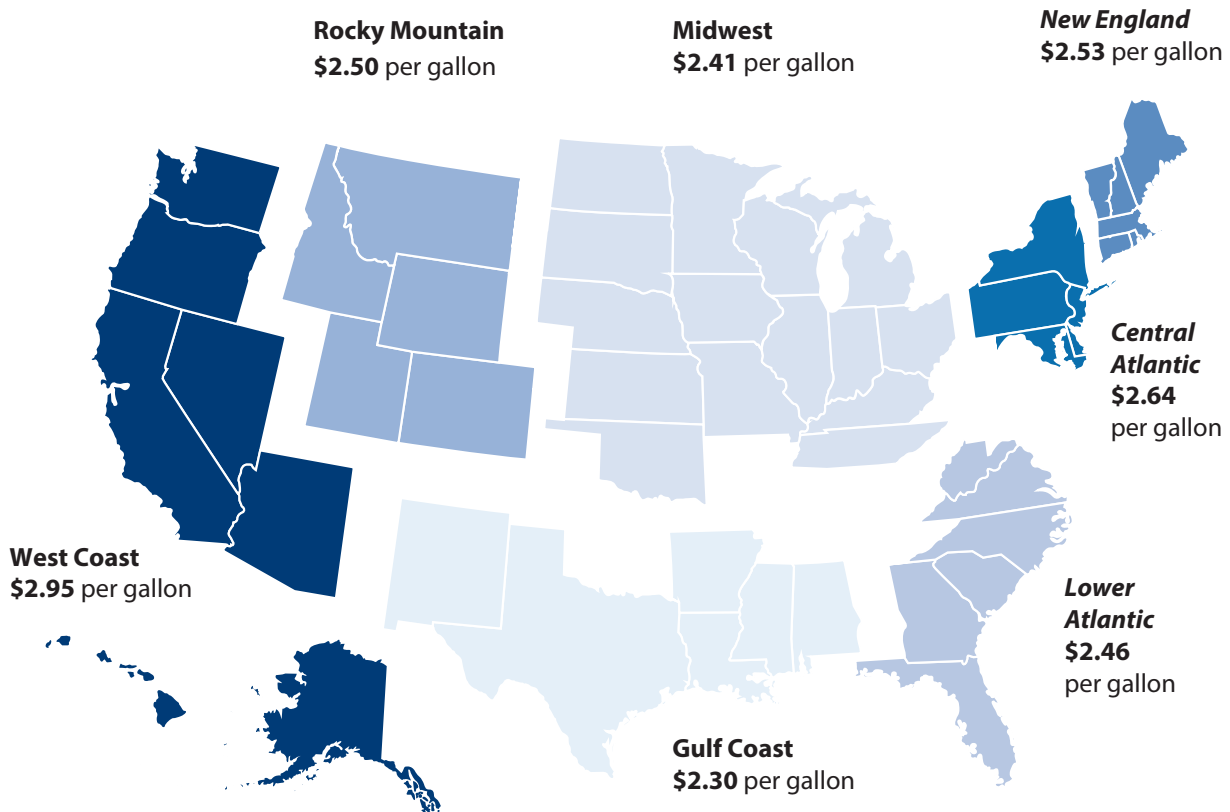 Rocky Mountain
$2.50 per gallon
Midwest
$2.41 per gallon
New England
$2.53 per gallon
Central
Atlantic
$2.64
per gallon
West Coast
$2.95 per gallon
Lower
Atlantic
$2.46
per gallon
Gulf Coast
$2.30 per gallon